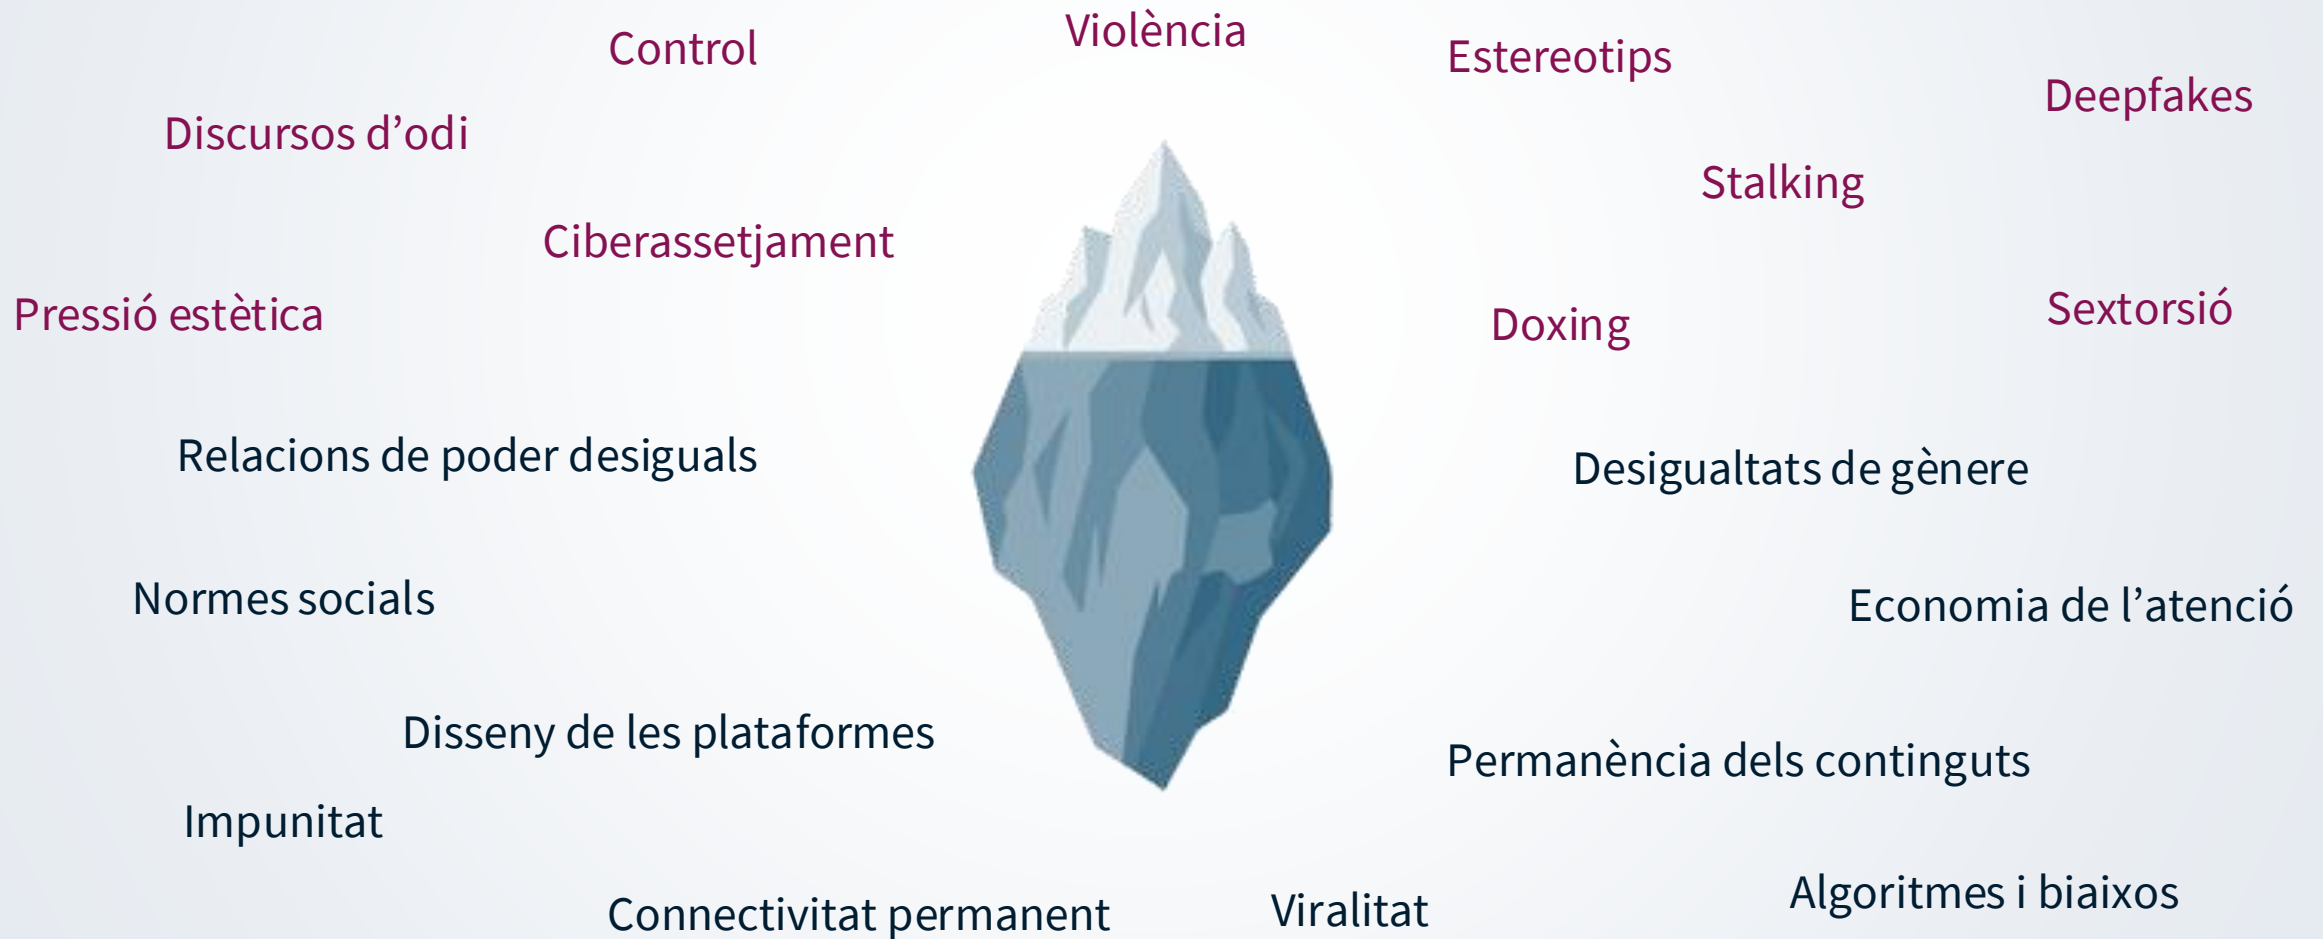 Violència
Control
Estereotips
Deepfakes
Discursos d’odi
Stalking
Ciberassetjament
Pressió estètica
Doxing
Sextorsió
Relacions de poder desiguals
Desigualtats de gènere
Normes socials
Economia de l’atenció
Disseny de les plataformes
Permanència dels continguts
Impunitat
Algoritmes i biaixos
Connectivitat permanent
Viralitat